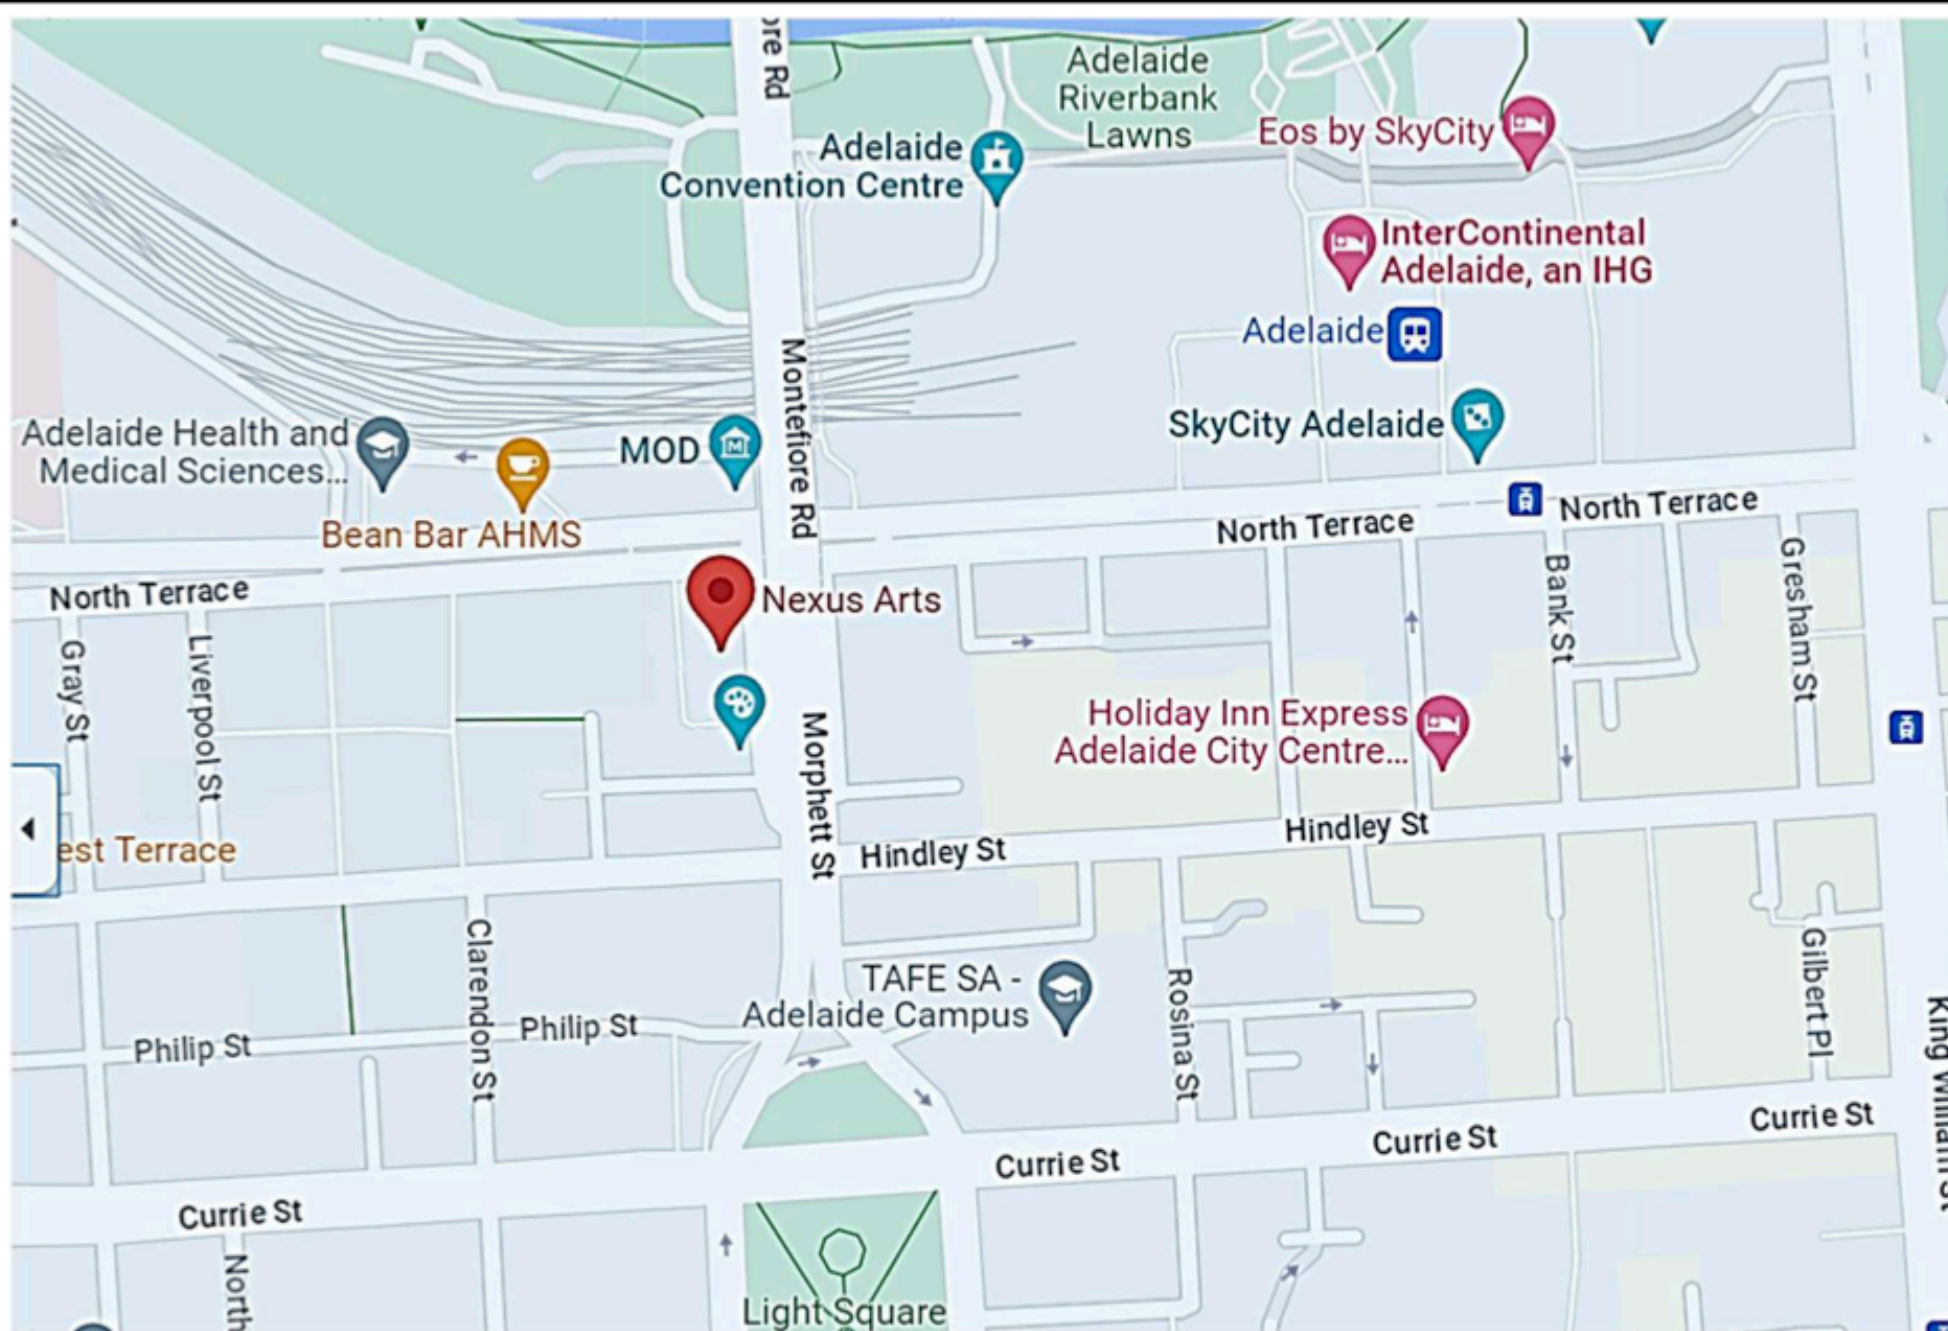 ore Rd
Adelaide
Riverbank
Lawns
Adelaide
Convention Centre
Eos by SkyCity
InterContinental
Adelaide, an IHG
Adelaide
Montefiore Rd
SkyCity Adelaide
Adelaide Health and
Medical Sciences...
MOD
Bean Bar AHMS
North Terrace
North Terrace
North Terrace
Nexus Arts
Gray St
Liverpool St
Bank St
Gresham St
Holiday Inn Express
Adelaide City Centre...
Morphett St
est Terrace
Hindley St
Hindley St
Clarendon St
TAFE SA -
Adelaide Campus
Rosina St
Gilbert Pl
King William St
Philip St
Philip St
Currie St
Currie St
Currie St
Currie St
North
Light Square